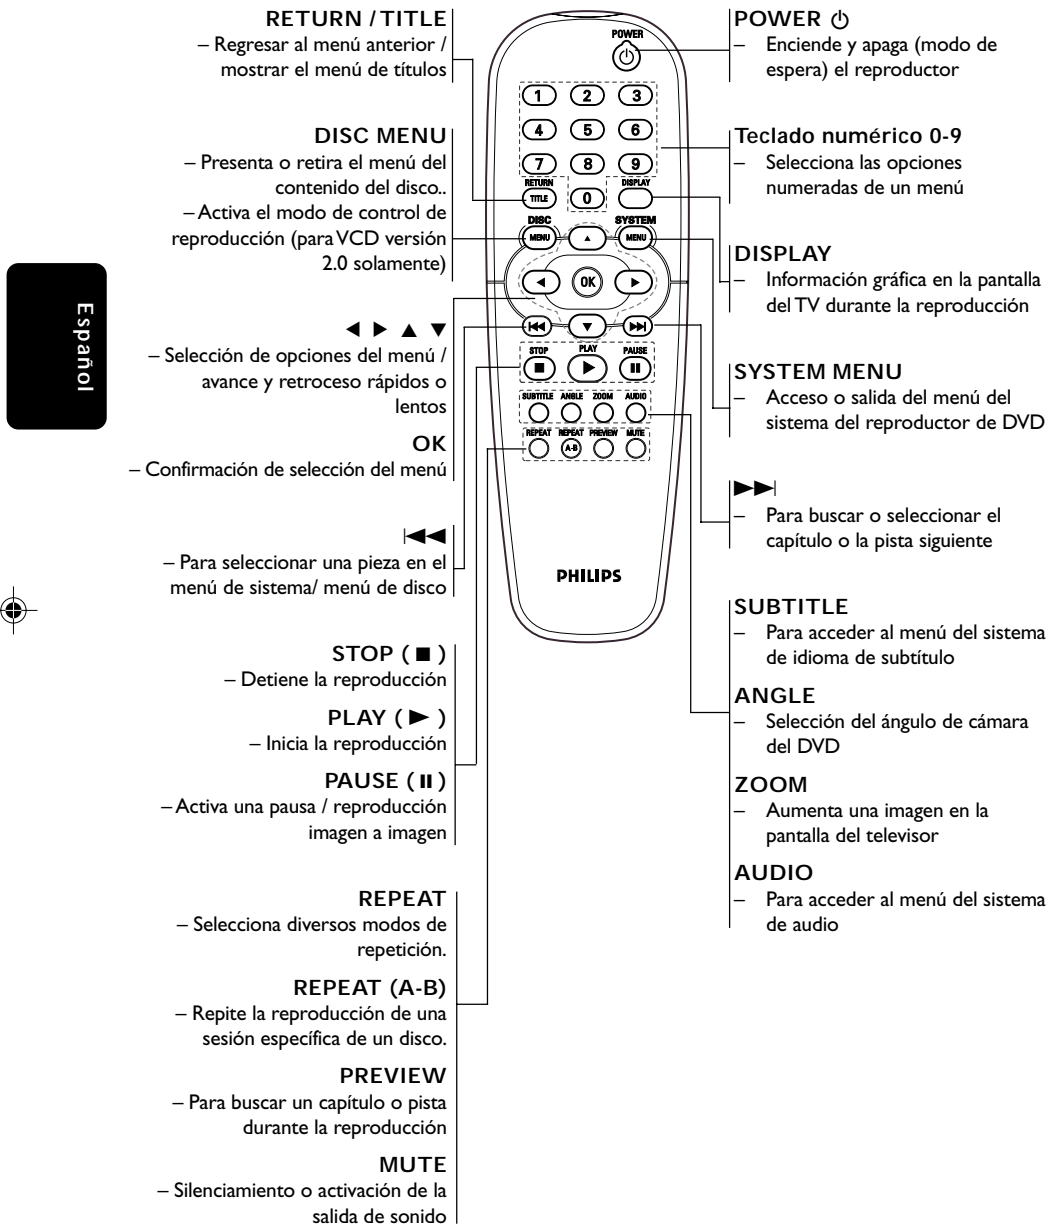 RETURN / TITLE
– Regresar al menú anterior /
mostrar el menú de títulos
DISC MENU
– Presenta o retira el menú del
contenido del disco..
– Activa el modo de control de
reproducción (para VCD versión
2.0 solamente)
◀ ▶ ▲ ▼
– Selección de opciones del menú /
avance y retroceso rápidos o
lentos
OK
– Confirmación de selección del menú
|◀◀
– Para seleccionar una pieza en el
menú de sistema/ menú de disco
STOP ( ■ )
– Detiene la reproducción
PLAY ( ▶ )
– Inicia la reproducción
PAUSE ( II )
– Activa una pausa / reproducción
imagen a imagen
REPEAT
– Selecciona diversos modos de
repetición.
REPEAT (A-B)
– Repite la reproducción de una
sesión específica de un disco.
PREVIEW
– Para buscar un capítulo o pista
durante la reproducción
MUTE
– Silenciamiento o activación de la
salida de sonido
Español
POWER
1 2 3
4 5 6
7 8 9
RETURN DISPLAY
TITLE 0
DISC SYSTEM
MENU ▲ MENU
◀ OK ▶
|◀◀ ▼ ▶▶|
STOP PLAY PAUSE
■ ▶ II
SUBTITLE ANGLE ZOOM AUDIO
REPEAT REPEAT PREVIEW MUTE
A-B
PHILIPS
POWER ⏻
– Enciende y apaga (modo de
espera) el reproductor
Teclado numérico 0-9
– Selecciona las opciones
numeradas de un menú
DISPLAY
– Información gráfica en la pantalla
del TV durante la reproducción
SYSTEM MENU
– Acceso o salida del menú del
sistema del reproductor de DVD
▶▶|
– Para buscar o seleccionar el
capítulo o la pista siguiente
SUBTITLE
– Para acceder al menú del sistema
de idioma de subtítulo
ANGLE
– Selección del ángulo de cámara
del DVD
ZOOM
– Aumenta una imagen en la
pantalla del televisor
AUDIO
– Para acceder al menú del sistema
de audio